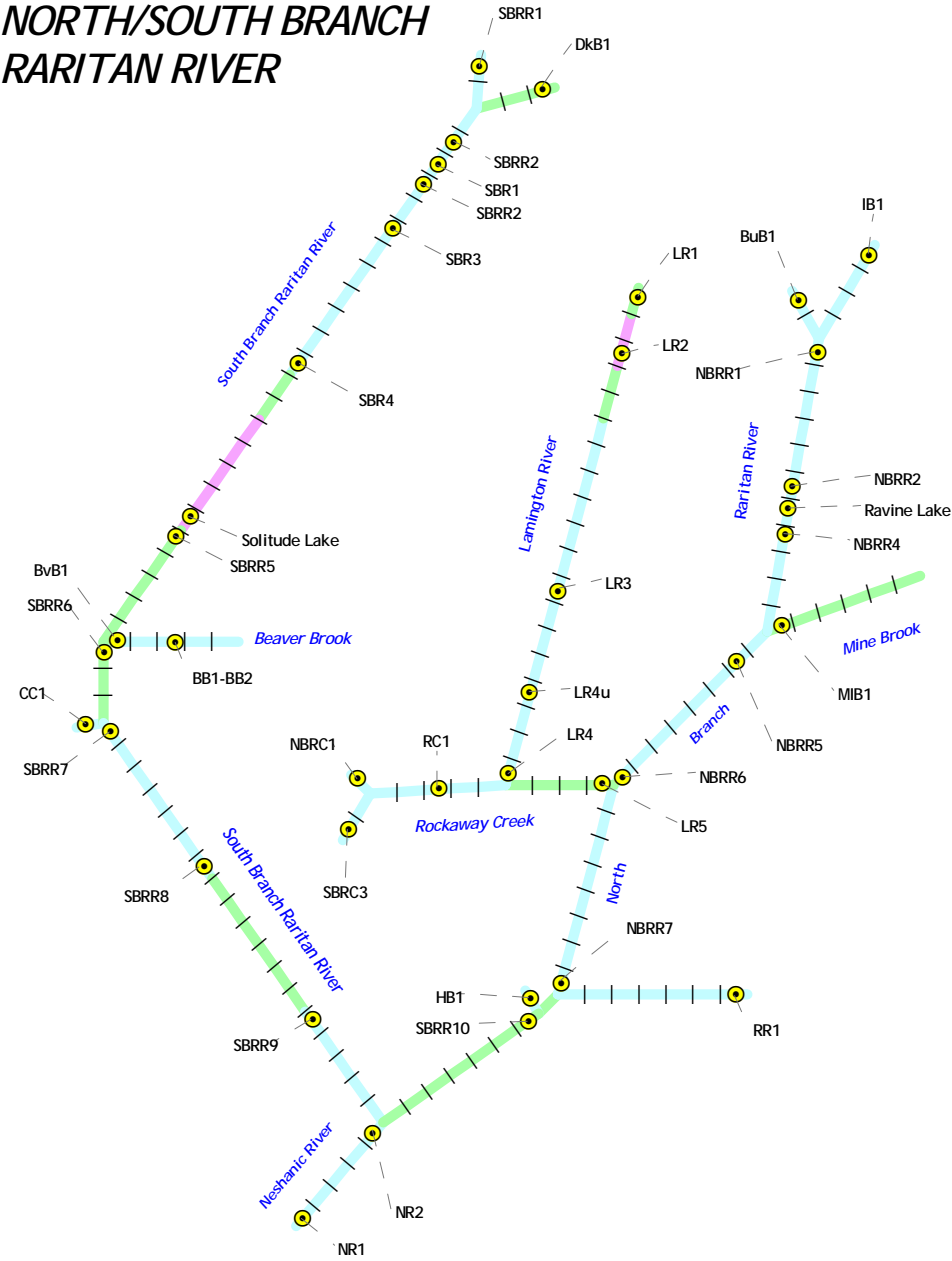 NORTH/SOUTH BRANCH
RARITAN RIVER
SBRR1
DkB1
SBRR2
SBR1
SBRR2
SBR3
South Branch Raritan River
SBR4
IB1
BuB1
NBRR1
LR1
LR2
Raritan River
Lamington River
NBRR2
Ravine Lake
NBRR4
Solitude Lake
SBRR5
BvB1
SBRR6
Beaver Brook
BB1-BB2
LR3
Mine Brook
MIB1
CC1
SBRR7
LR4u
Branch
NBRR5
NBRC1
RC1
LR4
NBRR6
Rockaway Creek
LR5
SBRC3
SBRR8
South Branch Raritan River
North
NBRR7
HB1
SBRR10
RR1
SBRR9
Neshanic River
NR2
NR1